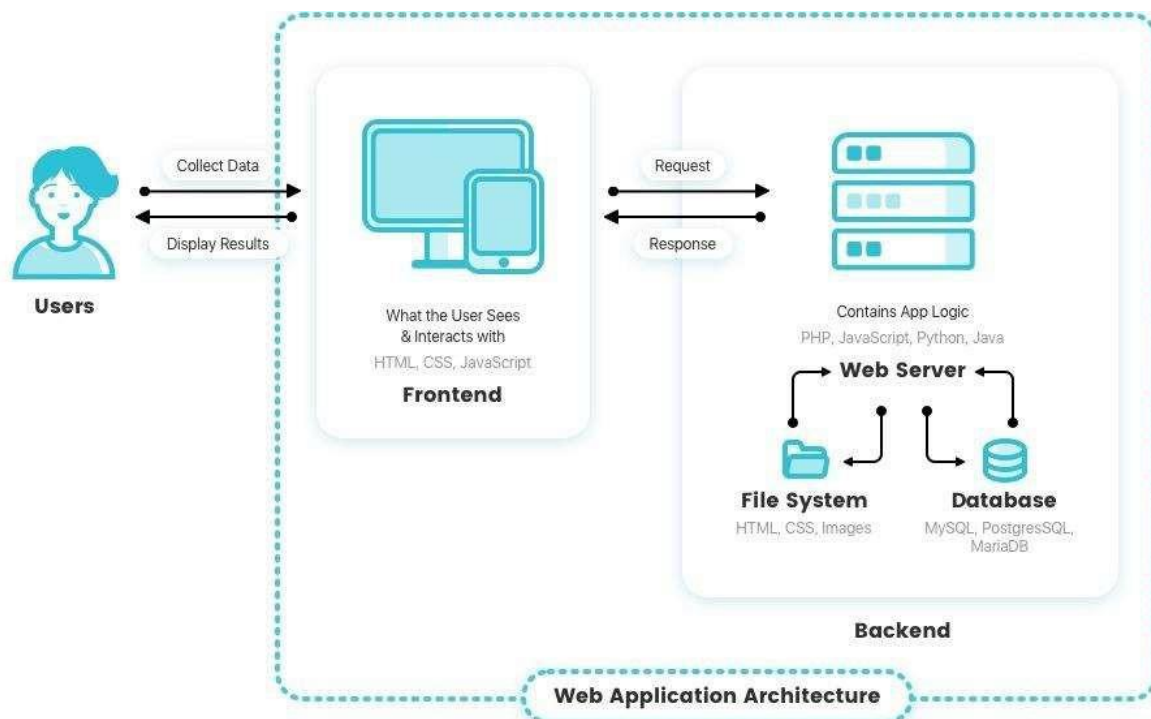 Collect Data
Display Results
Users
What the User Sees
& Interacts with
HTML, CSS, JavaScript
Frontend
Request
Response
Contains App Logic
PHP, JavaScript, Python, Java
Web Server
File System
HTML, CSS, Images
Database
MySQL, PostgresSQL,
MariaDB
Backend
Web Application Architecture